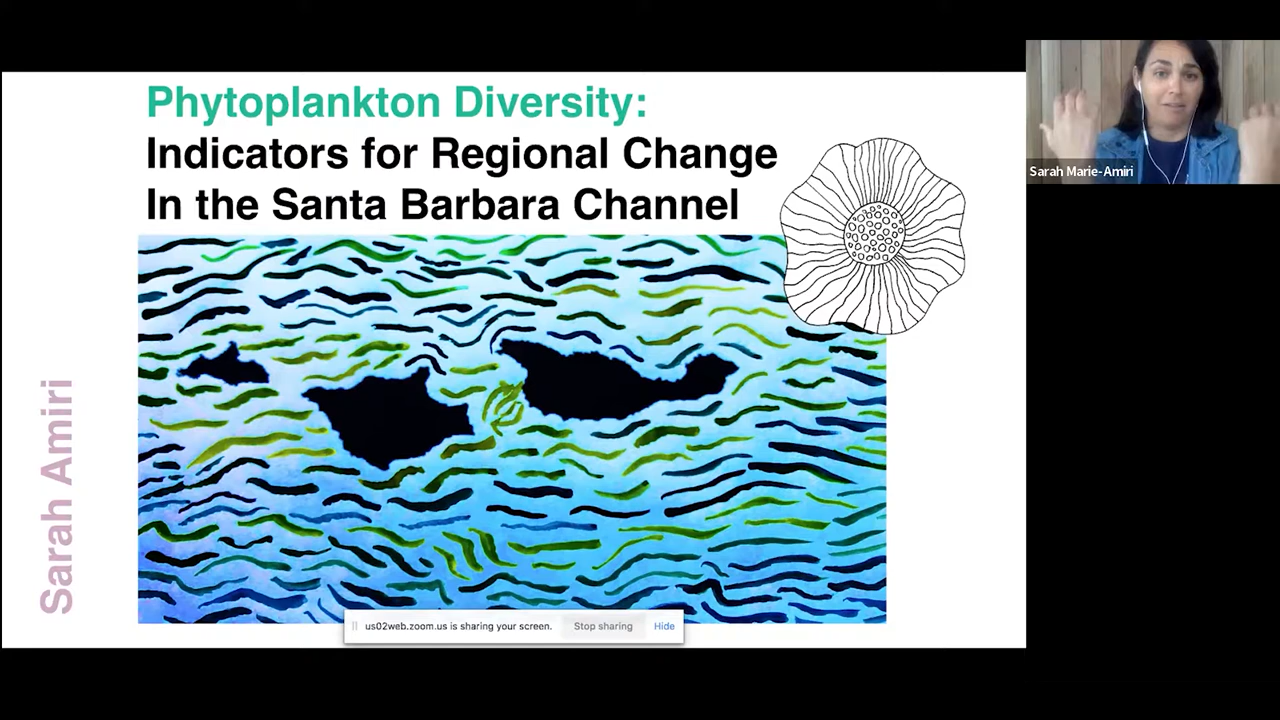 Phytoplankton Diversity:
Indicators for Regional Change
In the Santa Barbara Channel
Sarah Marie-Amiri
Sarah Amiri
us02web.zoom.us is sharing your screen.
Stop sharing
Hide